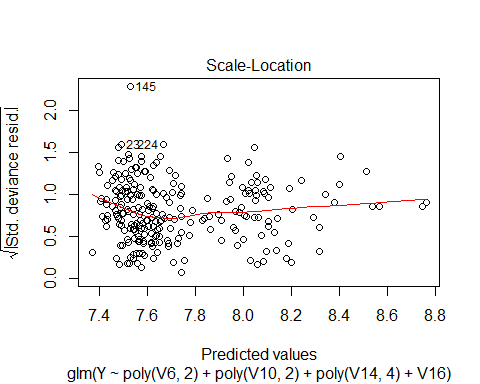 Scale-Location
√|Std. deviance resid.|
2.0
1.5
1.0
0.5
0.0
145
23 224
7.4 7.6 7.8 8.0 8.2 8.4 8.6 8.8
Predicted values
glm(Y ~ poly(V6, 2) + poly(V10, 2) + poly(V14, 4) + V16)